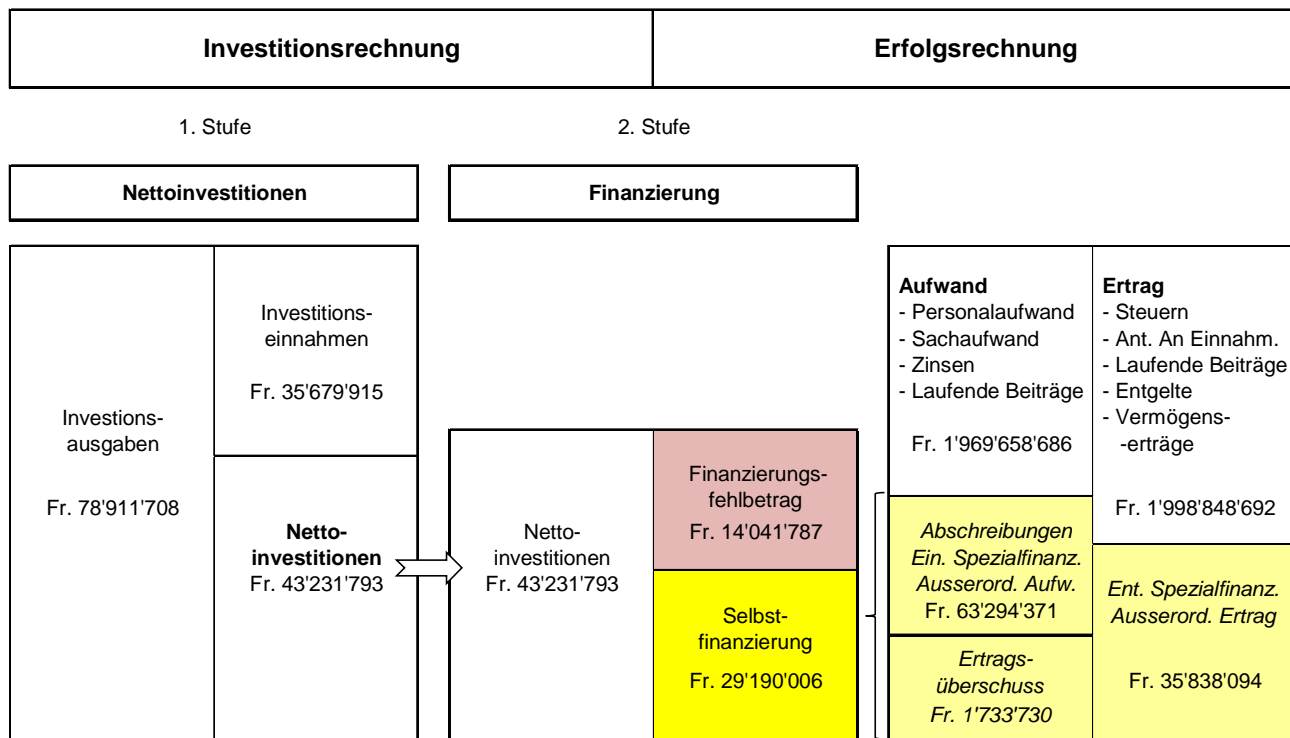 Investitionsrechnung
Erfolgsrechnung
1. Stufe
2. Stufe
Nettoinvestitionen
Finanzierung
Investions-
ausgaben
Fr. 78'911'708
Investitions-
einnahmen
Fr. 35'679'915
Netto-
investitionen
Fr. 43'231'793
Netto-
investitionen
Fr. 43'231'793
Finanzierungs-
fehlbetrag
Fr. 14'041'787
Selbst-
finanzierung
Fr. 29'190'006
Aufwand
- Personalaufwand
- Sachaufwand
- Zinsen
- Laufende Beiträge
Fr. 1'969'658'686
Abschreibungen
Ein. Spezialfinanz.
Ausserord. Aufw.
Fr. 63'294'371
Ertrags-
überschuss
Fr. 1'733'730
Ertrag
- Steuern
- Ant. An Einnahm.
- Laufende Beiträge
- Entgelte
- Vermögens-
-erträge
Fr. 1'998'848'692
Ent. Spezialfinanz.
Ausserord. Ertrag
Fr. 35'838'094